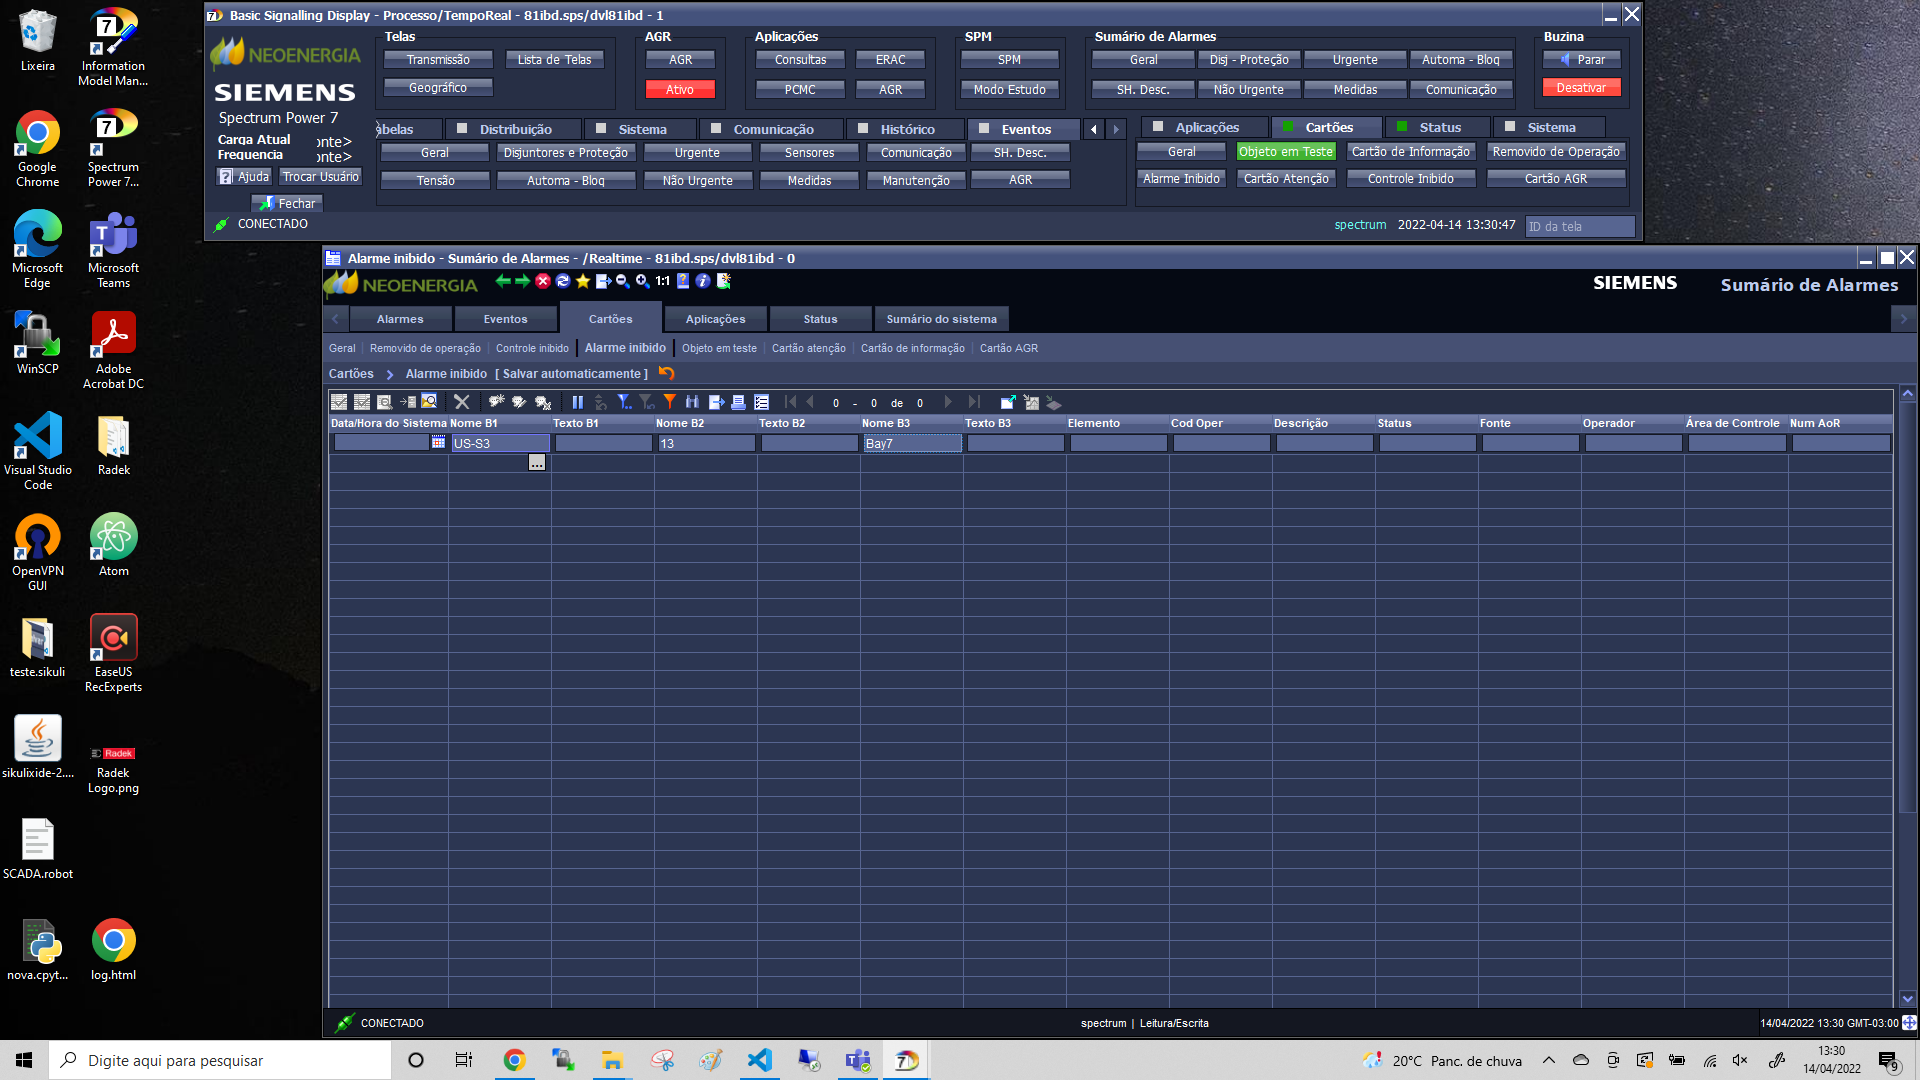 Lixeira
Information Model Man...
Google Chrome
Spectrum Power 7...
Microsoft Edge
Microsoft Teams
WinSCP
Adobe Acrobat DC
Visual Studio Code
Radek
OpenVPN GUI
Atom
teste.sikuli
EaseUS RecExperts
sikulixide-2....
Radek
Radek Logo.png
SCADA.robot
nova.cpyt...
log.html
Basic Signalling Display - Processo/TempoReal - 81ibd.sps/dvl81ibd - 1
NEOENERGIA
SIEMENS
Spectrum Power 7
Carga Atual onte>
Frequencia onte>
Ajuda Trocar Usuário
Fechar
CONECTADO
Telas
Transmissão Lista de Telas
Geográfico
AGR
AGR
Ativo
Aplicações
Consultas ERAC
PCMC AGR
SPM
SPM
Modo Estudo
Sumário de Alarmes
Geral Disj - Proteção Urgente Automa - Bloq
SH. Desc. Não Urgente Medidas Comunicação
Buzina
Parar
Desativar
abelas Distribuição Sistema Comunicação Histórico Eventos
Geral Disjuntores e Proteção Urgente Sensores Comunicação SH. Desc.
Tensão Automa - Bloq Não Urgente Medidas Manutenção AGR
Aplicações Cartões Status Sistema
Geral Objeto em Teste Cartão de Informação Removido de Operação
Alarme Inibido Cartão Atenção Controle Inibido Cartão AGR
spectrum 2022-04-14 13:30:47 ID da tela
Alarme inibido - Sumário de Alarmes - /Realtime - 81ibd.sps/dvl81ibd - 0
NEOENERGIA 1:1 SIEMENS Sumário de Alarmes
Alarmes Eventos Cartões Aplicações Status Sumário do sistema
Geral Removido de operação Controle inibido Alarme inibido Objeto em teste Cartão atenção Cartão de informação Cartão AGR
Cartões > Alarme inibido [ Salvar automaticamente ]
0 - 0 de 0
Data/Hora do Sistema Nome B1 Texto B1 Nome B2 Texto B2 Nome B3 Texto B3 Elemento Cod Oper Descrição Status Fonte Operador Área de Controle Num AoR
US-S3 13 Bay7
...
CONECTADO spectrum | Leitura/Escrita 14/04/2022 13:30 GMT-03:00
Digite aqui para pesquisar
20°C Panc. de chuva
13:30
14/04/2022
9